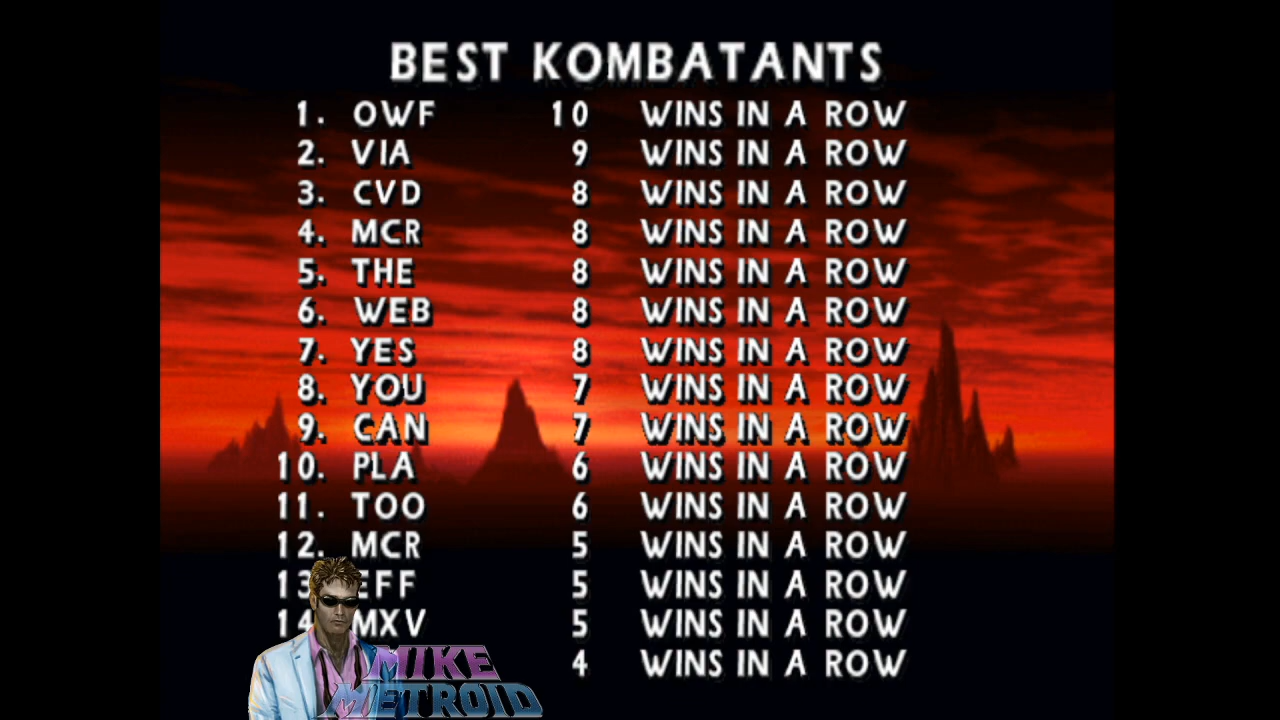 BEST KOMBATANTS
1. OWF 10 WINS IN A ROW
2. VIA 9 WINS IN A ROW
3. CVD 8 WINS IN A ROW
4. MCR 8 WINS IN A ROW
5. THE 8 WINS IN A ROW
6. WEB 8 WINS IN A ROW
7. YES 8 WINS IN A ROW
8. YOU 7 WINS IN A ROW
9. CAN 7 WINS IN A ROW
10. PLA 6 WINS IN A ROW
11. TOO 6 WINS IN A ROW
12. MCR 5 WINS IN A ROW
13 EFF 5 WINS IN A ROW
14 MXV 5 WINS IN A ROW
4 WINS IN A ROW
MIKE
METROID